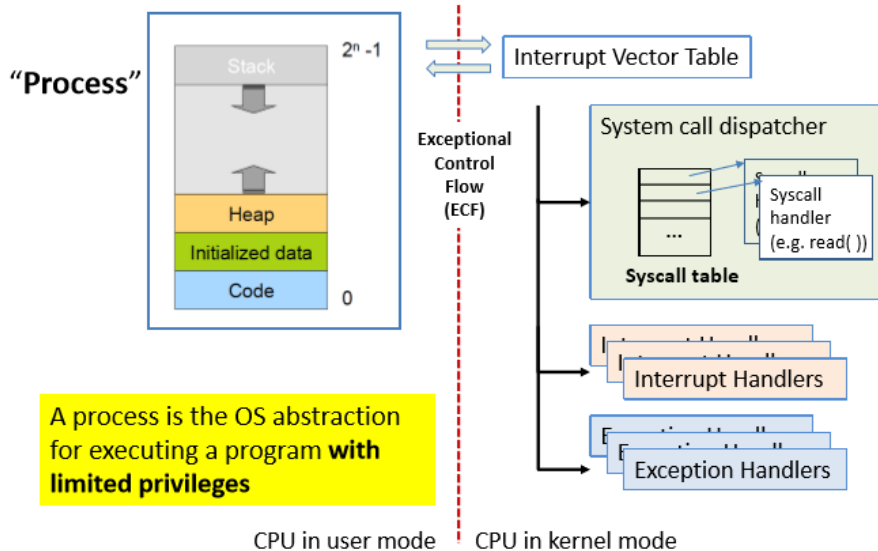 “Process”
Stack
2ⁿ -1
Heap
Initialized data
Code
0
A process is the OS abstraction
for executing a program with
limited privileges
CPU in user mode
Exceptional
Control
Flow
(ECF)
Interrupt Vector Table
System call dispatcher
...
Syscall table
Syscall
handler
(e.g. read( ))
Interrupt Handlers
Exception Handlers
CPU in kernel mode